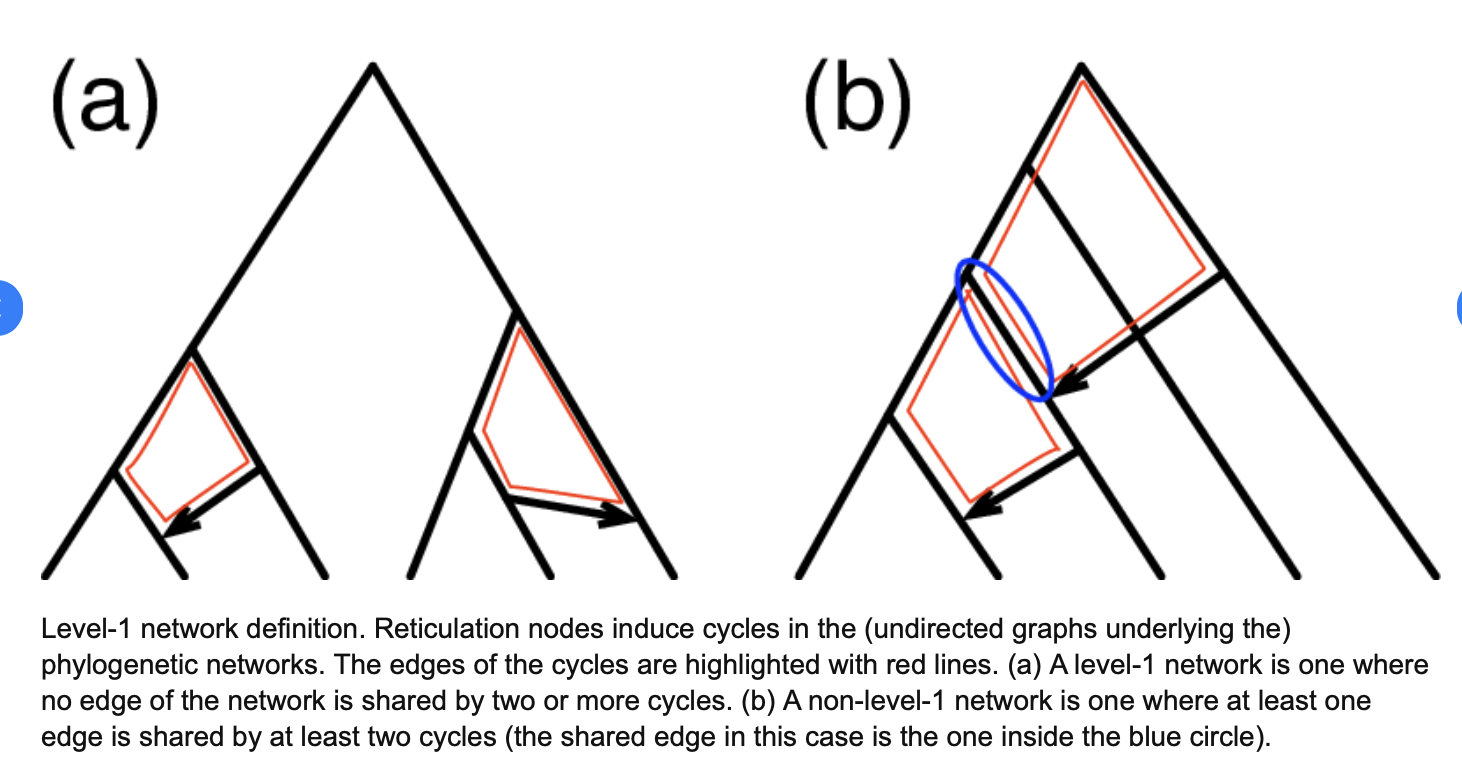 (a)
(b)
Level-1 network definition. Reticulation nodes induce cycles in the (undirected graphs underlying the)
phylogenetic networks. The edges of the cycles are highlighted with red lines. (a) A level-1 network is one where
no edge of the network is shared by two or more cycles. (b) A non-level-1 network is one where at least one
edge is shared by at least two cycles (the shared edge in this case is the one inside the blue circle).